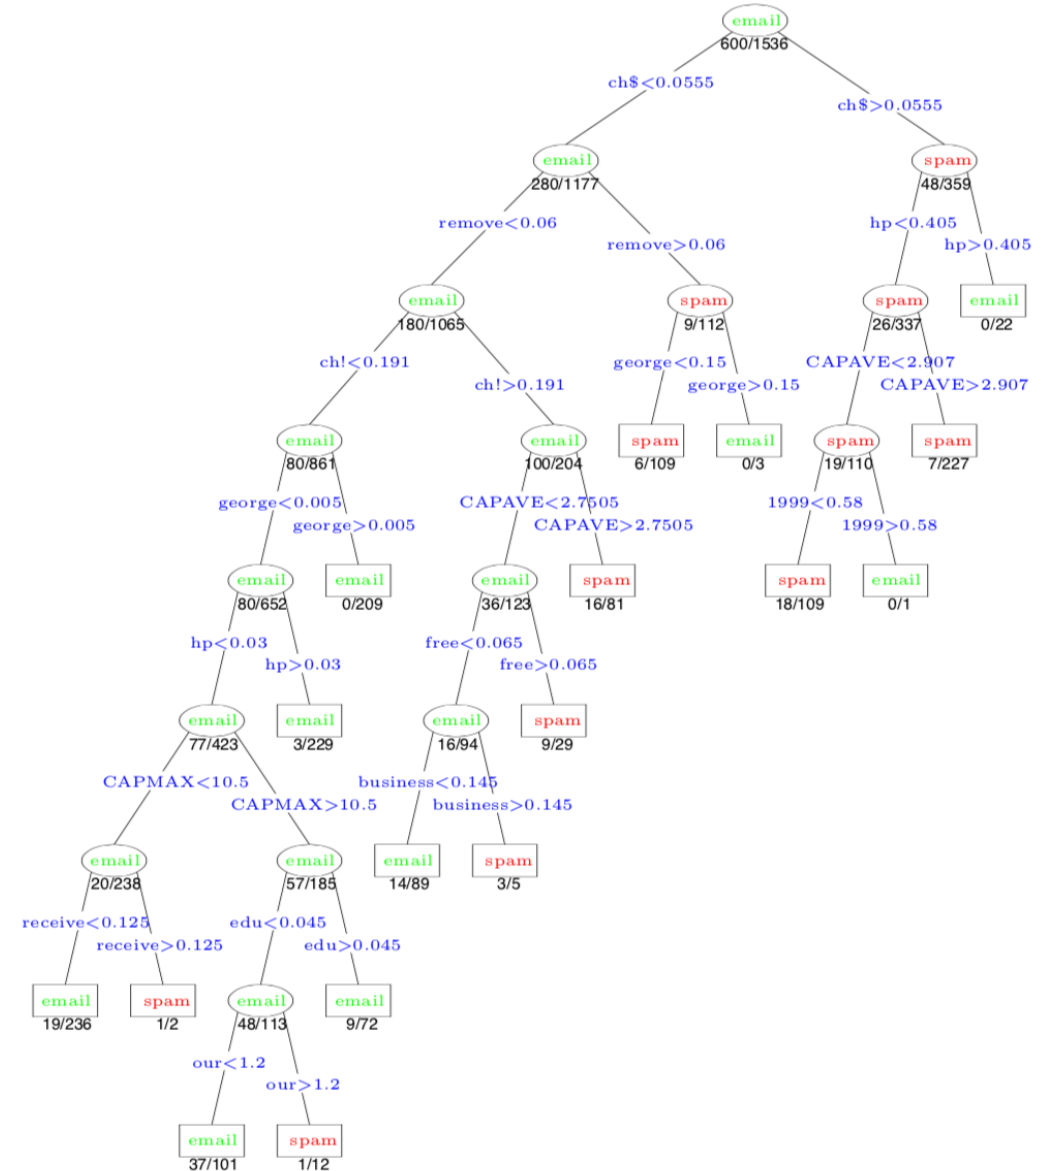 email
600/1536
ch$<0.0555
ch$>0.0555
email
280/1177
spam
48/359
remove<0.06
remove>0.06
hp<0.405
hp>0.405
email
180/1065
spam
9/112
spam
26/337
email
0/22
ch!<0.191
ch!>0.191
george<0.15
george>0.15
CAPAVE<2.907
CAPAVE>2.907
email
80/861
email
100/204
spam
6/109
email
0/3
spam
19/110
spam
7/227
george<0.005
george>0.005
CAPAVE<2.7505
CAPAVE>2.7505
1999<0.58
1999>0.58
email
80/652
email
0/209
email
36/123
spam
16/81
spam
18/109
email
0/1
hp<0.03
hp>0.03
free<0.065
free>0.065
email
77/423
email
3/229
email
16/94
spam
9/29
CAPMAX<10.5
CAPMAX>10.5
business<0.145
business>0.145
email
20/238
email
57/185
email
14/89
spam
3/5
receive<0.125
receive>0.125
edu<0.045
edu>0.045
email
19/236
spam
1/2
email
48/113
email
9/72
our<1.2
our>1.2
email
37/101
spam
1/12